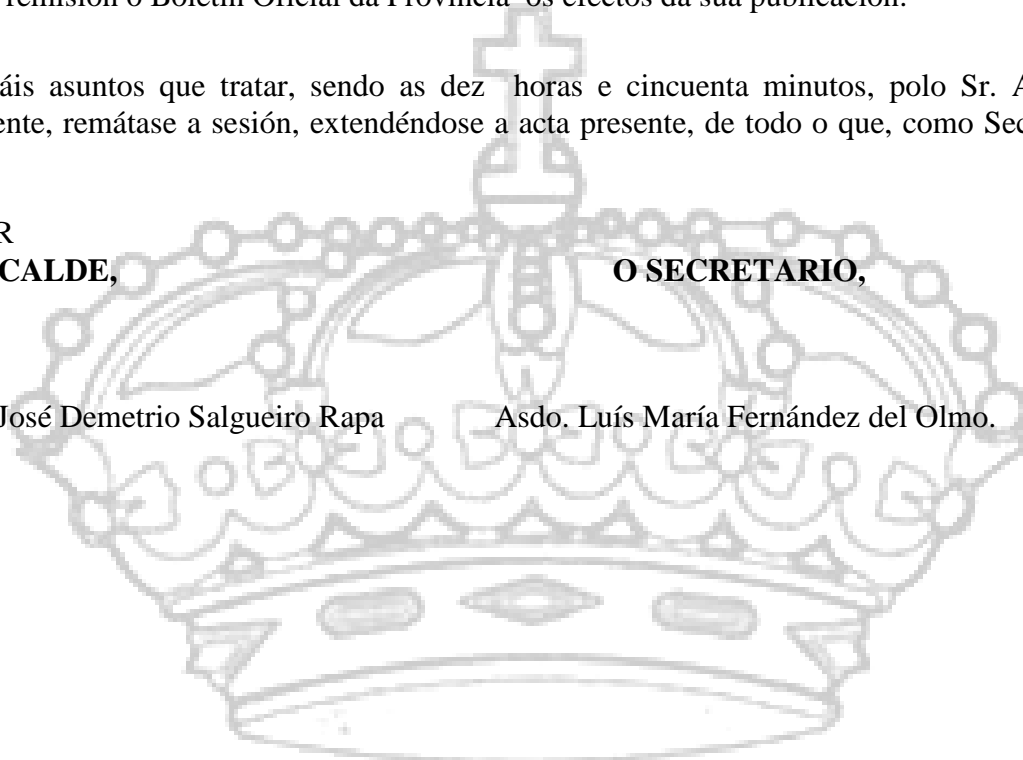 remisión o Boletín Oficial da Provincia os efectos da súa publicación.
áis asuntos que tratar, sendo as dez horas e cincuenta minutos, polo Sr. A
ente, remátase a sesión, extendéndose a acta presente, de todo o que, como Sec
R
CALDE,
O SECRETARIO,
José Demetrio Salgueiro Rapa
Asdo. Luís María Fernández del Olmo.